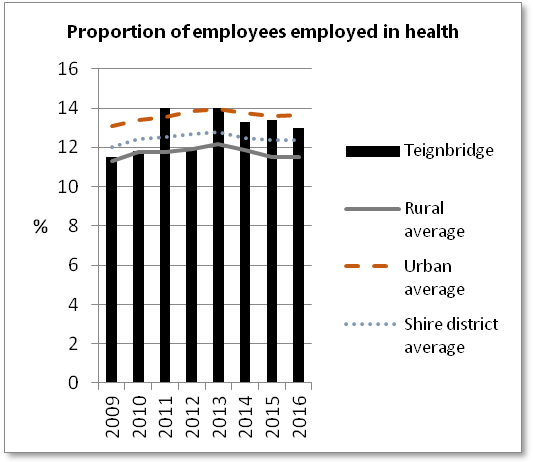 Proportion of employees employed in health
16
14
12
10
8
6
4
2
0
%
2009
2010
2011
2012
2013
2014
2015
2016
Teignbridge
Rural
average
Urban
average
Shire district
average